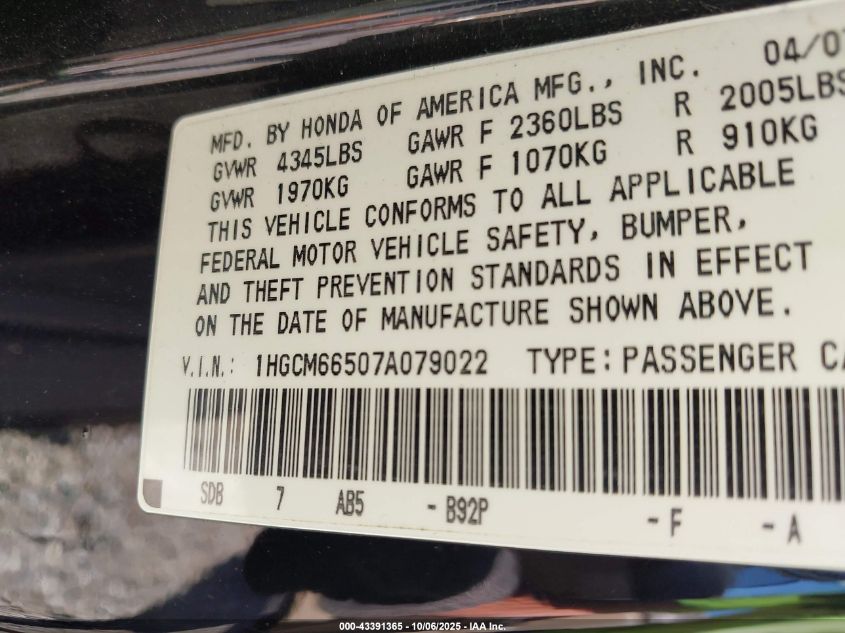 MFD. BY HONDA OF AMERICA MFG., INC. 04/07
GVWR 4345LBS GAWR F 2360LBS R 2005LBS
GVWR 1970KG GAWR F 1070KG R 910KG
THIS VEHICLE CONFORMS TO ALL APPLICABLE
FEDERAL MOTOR VEHICLE SAFETY, BUMPER,
AND THEFT PREVENTION STANDARDS IN EFFECT
ON THE DATE OF MANUFACTURE SHOWN ABOVE.
V.I.N.: 1HGCM66507A079022 TYPE: PASSENGER CA
SDB 7 AB5 - B92P - F - A
000-43391365 - 10/06/2025 - IAA Inc.